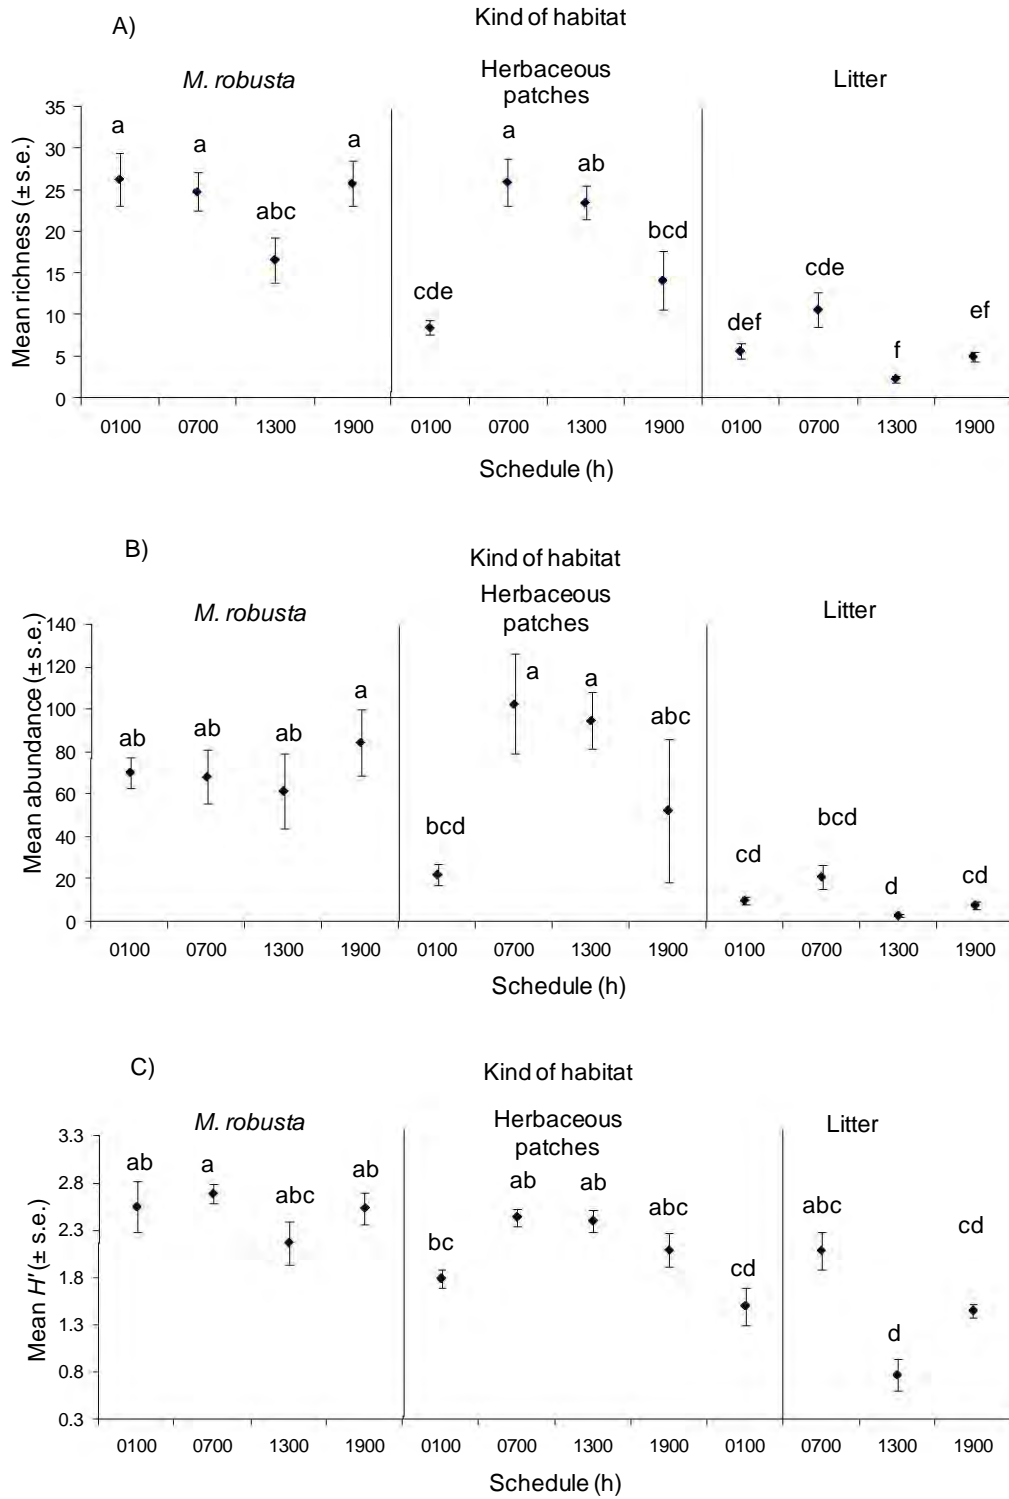 A)
Kind of habitat
M. robusta
Herbaceous patches
Litter
Mean richness (± s.e.)
35
30
25
20
15
10
5
0
a
a
abc
a
cde
a
ab
bcd
def
cde
f
ef
0100 0700 1300 1900 0100 0700 1300 1900 0100 0700 1300 1900
Schedule (h)
B)
Kind of habitat
M. robusta
Herbaceous
patches
Litter
Mean abundance (± s.e.)
140
120
100
80
60
40
20
0
ab
ab
ab
a
bcd
a
a
abc
cd
bcd
d
cd
0100 0700 1300 1900 0100 0700 1300 1900 0100 0700 1300 1900
Schedule (h)
C)
Kind of habitat
M. robusta
Herbaceous
patches
Litter
Mean H' (± s.e.)
3.3
2.8
2.3
1.8
1.3
0.8
0.3
ab
a
abc
ab
bc
ab
ab
abc
cd
abc
d
cd
0100 0700 1300 1900 0100 0700 1300 1900 0100 0700 1300 1900
Schedule (h)